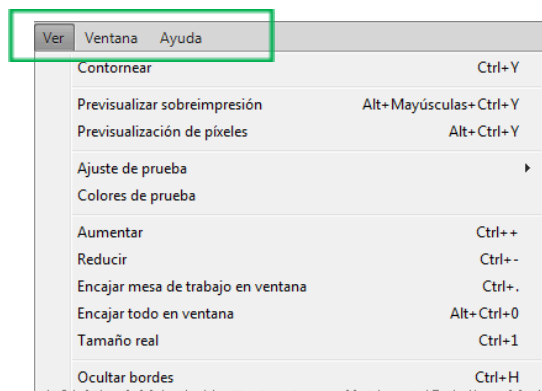 Ver Ventana Ayuda
Contornear Ctrl+Y
Previsualizar sobreimpresión Alt+Mayúsculas+Ctrl+Y
Previsualización de píxeles Alt+Ctrl+Y
Ajuste de prueba
Colores de prueba
Aumentar Ctrl++
Reducir Ctrl+-
Encajar mesa de trabajo en ventana Ctrl+.
Encajar todo en ventana Alt+Ctrl+0
Tamaño real Ctrl+1
Ocultar bordes Ctrl+H